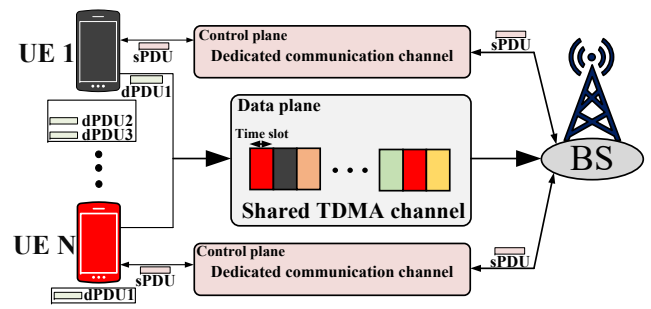 UE 1
sPDU
dPDU1
dPDU2
dPDU3
Control plane
Dedicated communication channel
sPDU
Data plane
Time slot
Shared TDMA channel
BS
UE N
sPDU
dPDU1
Control plane
Dedicated communication channel
sPDU